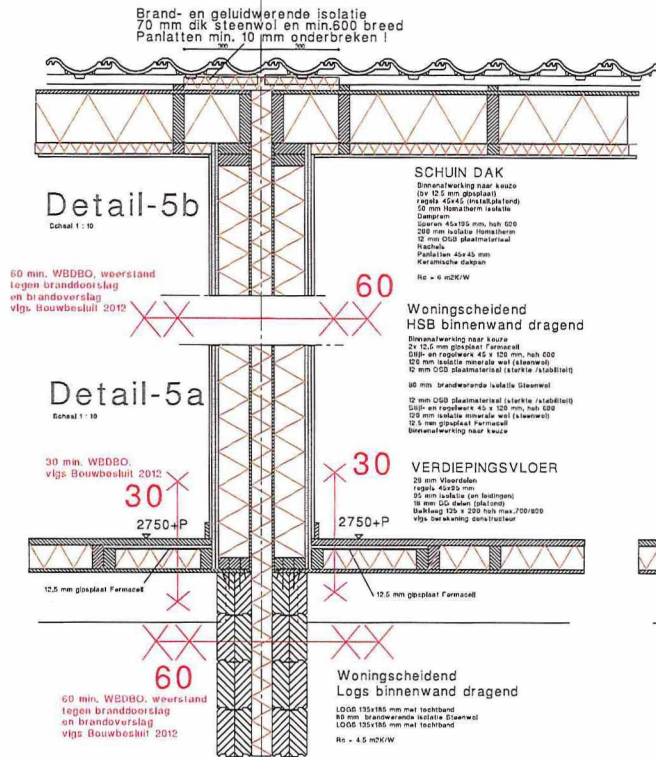 Brand- en geluidwerende isolatie
70 mm dik steenwol en min.600 breed
Panlatten min. 10 mm onderbreken !
300
300
Detail-5b
Schaal 1 : 10
SCHUIN DAK
Binnenafwerking naar keuze
(bv 12,5 mm gipsplaat)
regels 45x45 (install.plafond)
50 mm Homatherm isolatie
Damprem
Sporen 45x195 mm, hoh 600
200 mm isolatie Homatherm
12 mm OSB plaatmateriaal
Rachels
Panlatten 45x45 mm
Keramische dakpan
Rc = 6 m2K/W
60 min. WBDBO, weerstand
tegen branddoorslag
en brandoverslag
vlgs Bouwbesluit 2012
60
Woningscheidend
HSB binnenwand dragend
Binnenafwerking naar keuze
2x 12,5 mm gipsplaat Fermacell
Stijl- en regelwerk 45 x 120 mm, hoh 600
120 mm isolatie minerale wol (steenwol)
12 mm OSB plaatmateriaal (sterkte /stabiliteit)
80 mm brandwerende isolatie Steenwol
12 mm OSB plaatmateriaal (sterkte /stabiliteit)
Stijl- en regelwerk 45 x 120 mm, hoh 600
120 mm isolatie minerale wol (steenwol)
12,5 mm gipsplaat Fermacell
Binnenafwerking naar keuze
Detail-5a
Schaal 1 : 10
30 min. WBDBO,
vlgs Bouwbesluit 2012
30
30
VERDIEPINGSVLOER
28 mm Vloerdelen
regels 45x95 mm
95 mm isolatie (en leidingen)
18 mm DG delen (plafond)
Balklaag 135 x 200 hoh max.700/800
vlgs berekening constructeur
2750+P
2750+P
12,5 mm gipsplaat Fermacell
12,5 mm gipsplaat Fermacell
60
60 min. WBDBO, weerstand
tegen branddoorslag
en brandoverslag
vlgs Bouwbesluit 2012
Woningscheidend
Logs binnenwand dragend
LOGS 135x185 mm met tochtband
80 mm brandwerende isolatie Steenwol
LOGS 135x185 mm met tochtband
Rc = 4,5 m2K/W